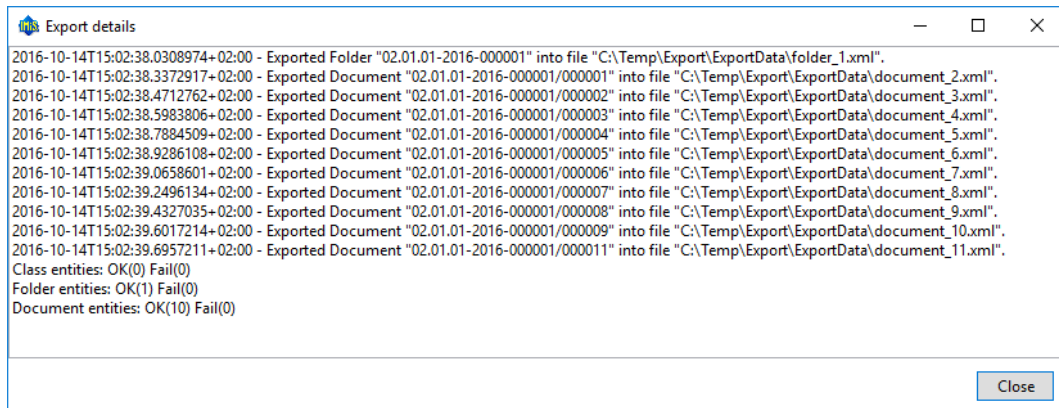 Export details
2016-10-14T15:02:38.0308974+02:00 - Exported Folder "02.01.01-2016-000001" into file "C:\Temp\Export\ExportData\folder_1.xml".
2016-10-14T15:02:38.3372917+02:00 - Exported Document "02.01.01-2016-000001/000001" into file "C:\Temp\Export\ExportData\document_2.xml".
2016-10-14T15:02:38.4712762+02:00 - Exported Document "02.01.01-2016-000001/000002" into file "C:\Temp\Export\ExportData\document_3.xml".
2016-10-14T15:02:38.5983806+02:00 - Exported Document "02.01.01-2016-000001/000003" into file "C:\Temp\Export\ExportData\document_4.xml".
2016-10-14T15:02:38.7884509+02:00 - Exported Document "02.01.01-2016-000001/000004" into file "C:\Temp\Export\ExportData\document_5.xml".
2016-10-14T15:02:38.9286108+02:00 - Exported Document "02.01.01-2016-000001/000005" into file "C:\Temp\Export\ExportData\document_6.xml".
2016-10-14T15:02:39.0658601+02:00 - Exported Document "02.01.01-2016-000001/000006" into file "C:\Temp\Export\ExportData\document_7.xml".
2016-10-14T15:02:39.2496134+02:00 - Exported Document "02.01.01-2016-000001/000007" into file "C:\Temp\Export\ExportData\document_8.xml".
2016-10-14T15:02:39.4327035+02:00 - Exported Document "02.01.01-2016-000001/000008" into file "C:\Temp\Export\ExportData\document_9.xml".
2016-10-14T15:02:39.6017214+02:00 - Exported Document "02.01.01-2016-000001/000009" into file "C:\Temp\Export\ExportData\document_10.xml".
2016-10-14T15:02:39.6957211+02:00 - Exported Document "02.01.01-2016-000001/000011" into file "C:\Temp\Export\ExportData\document_11.xml".
Class entities: OK(0) Fail(0)
Folder entities: OK(1) Fail(0)
Document entities: OK(10) Fail(0)
Close